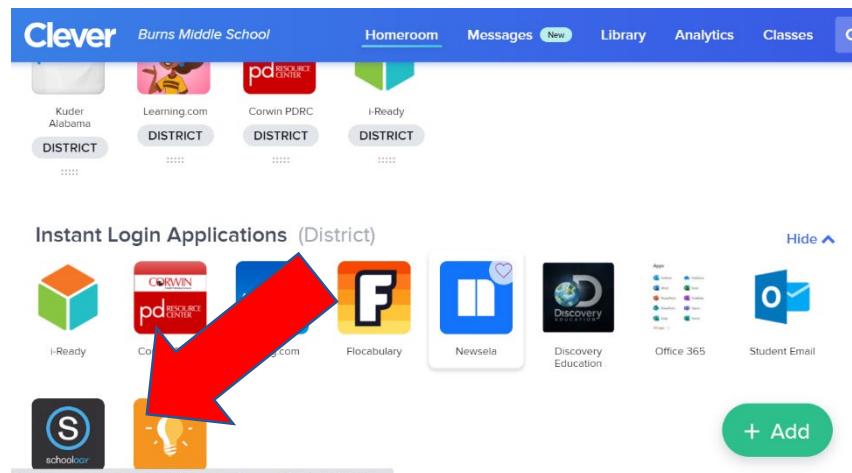 Clever Burns Middle School Homeroom Messages New Library Analytics Classes
pd RESOURCE CENTER
Kuder Alabama Learning.com Corwin PDRC i-Ready
DISTRICT DISTRICT DISTRICT DISTRICT
Instant Login Applications (District) Hide
CORWIN
pd RESOURCE CENTER
F
Discovery
EDUCATION
Apps
O
i-Ready Flocabulary Newsela Discovery Education Office 365 Student Email
S
schoology
+ Add